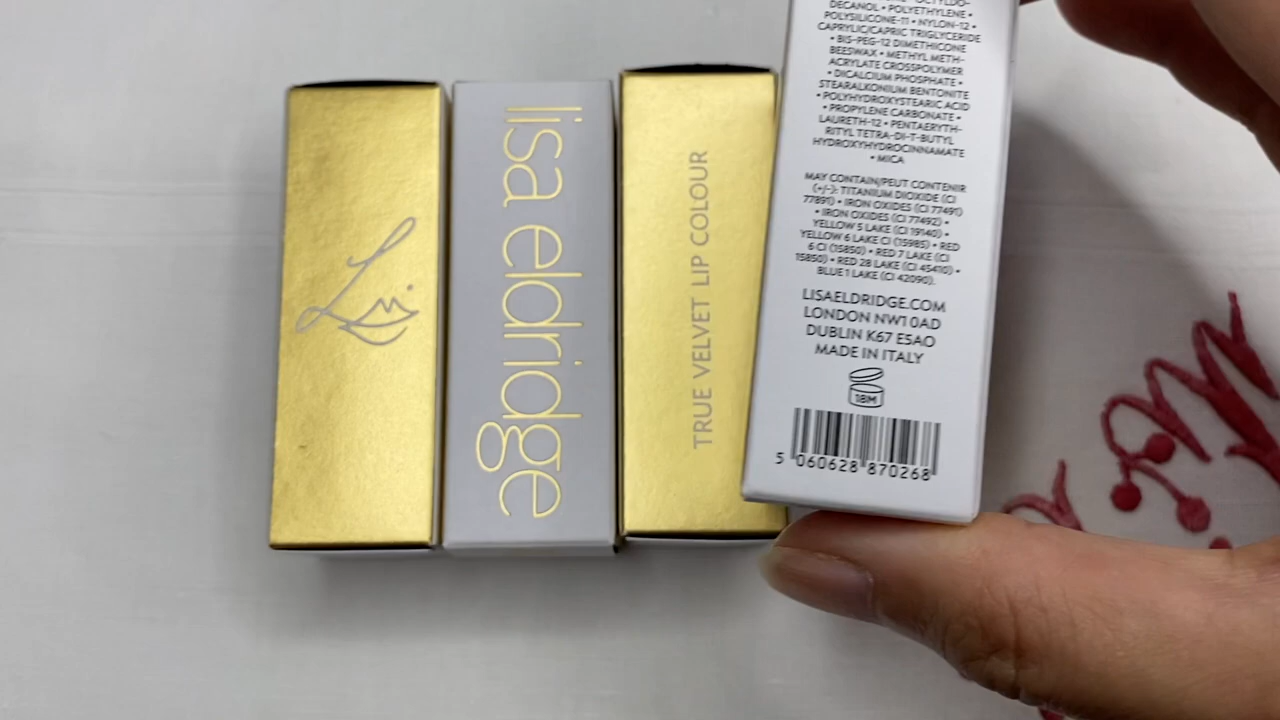 lisa eldridge
TRUE VELVET LIP COLOUR
DECANOL • POLYETHYLENE •
POLYSILICONE-11 • NYLON-12 •
CAPRYLIC/CAPRIC TRIGLYCERIDE
• BIS-PEG-12 DIMETHICONE
BEESWAX • METHYL METH-
ACRYLATE CROSSPOLYMER
• DICALCIUM PHOSPHATE •
STEARALKONIUM BENTONITE
• POLYHYDROXYSTEARIC ACID
• PROPYLENE CARBONATE •
LAURETH-12 • PENTAERYTH-
RITYL TETRA-DI-T-BUTYL
HYDROXYHYDROCINNAMATE
• MICA
MAY CONTAIN/PEUT CONTENIR
(+/-): TITANIUM DIOXIDE (CI
77891) • IRON OXIDES (CI 77491)
• IRON OXIDES (CI 77492) •
YELLOW 5 LAKE (CI 19140) •
YELLOW 6 LAKE CI (15985) • RED
6 CI (15850) • RED 7 LAKE (CI
15850) • RED 28 LAKE (CI 45410) •
BLUE 1 LAKE (CI 42090).
LISAELDRIDGE.COM
LONDON NW1 0AD
DUBLIN K67 E5AO
MADE IN ITALY
18M
5 060628 870268